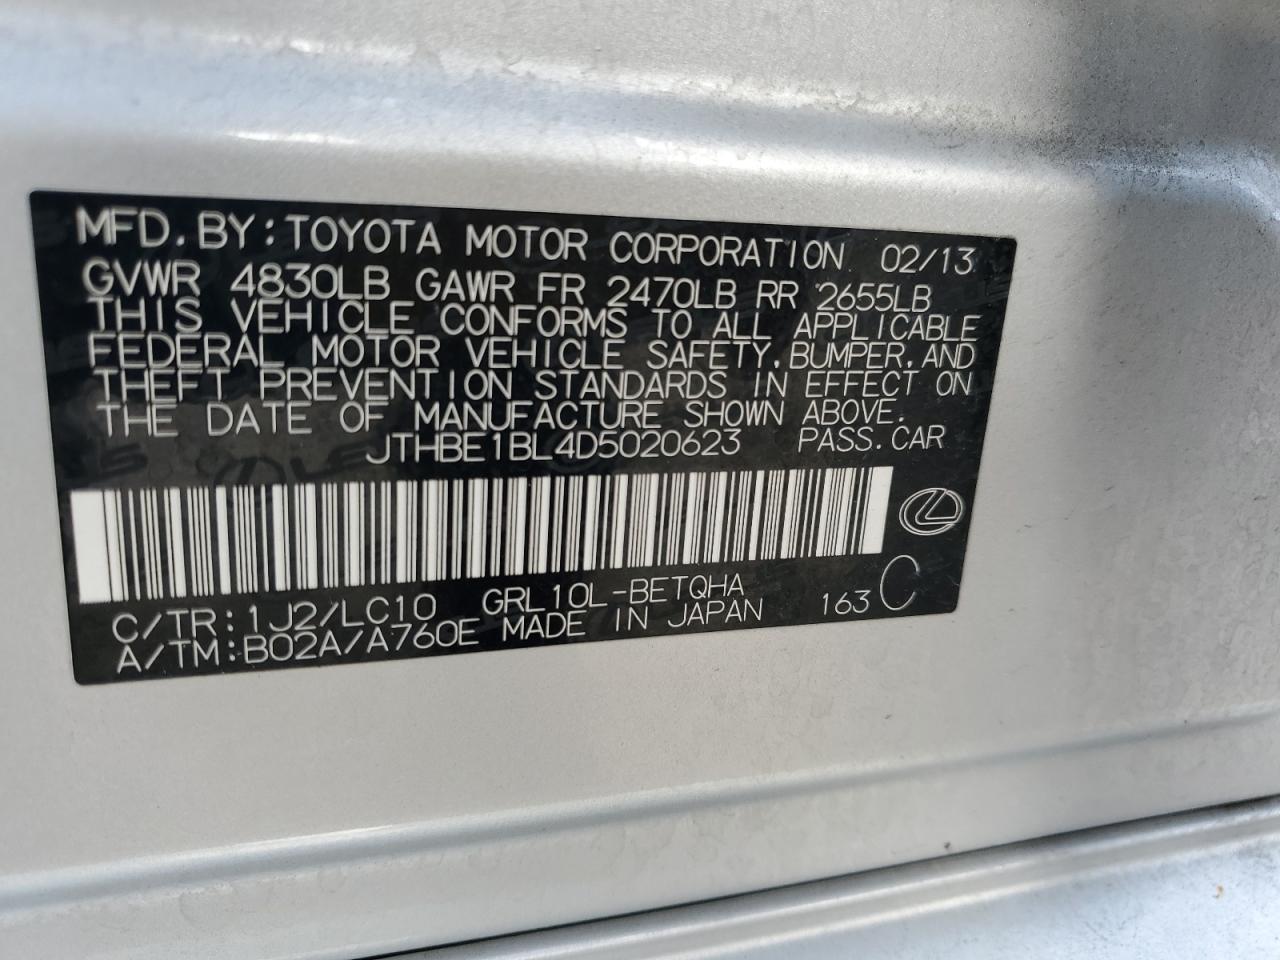 MFD. BY: TOYOTA MOTOR CORPORATION 02/13
GVWR 4830LB GAWR FR 2470LB RR 2655LB
THIS VEHICLE CONFORMS TO ALL APPLICABLE
FEDERAL MOTOR VEHICLE SAFETY, BUMPER, AND
THEFT PREVENTION STANDARDS IN EFFECT ON
THE DATE OF MANUFACTURE SHOWN ABOVE.
JTHBE1BL4D5020623 PASS. CAR
C/TR: 1J2/LC10 GRL10L-BETQHA 163 C
A/TM: B02A/A760E MADE IN JAPAN